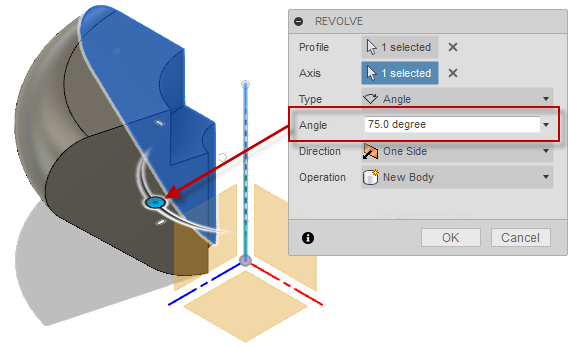 REVOLVE
Profile 1 selected
Axis 1 selected
Type Angle
Angle 75.0 degree
Direction One Side
Operation New Body
OK Cancel